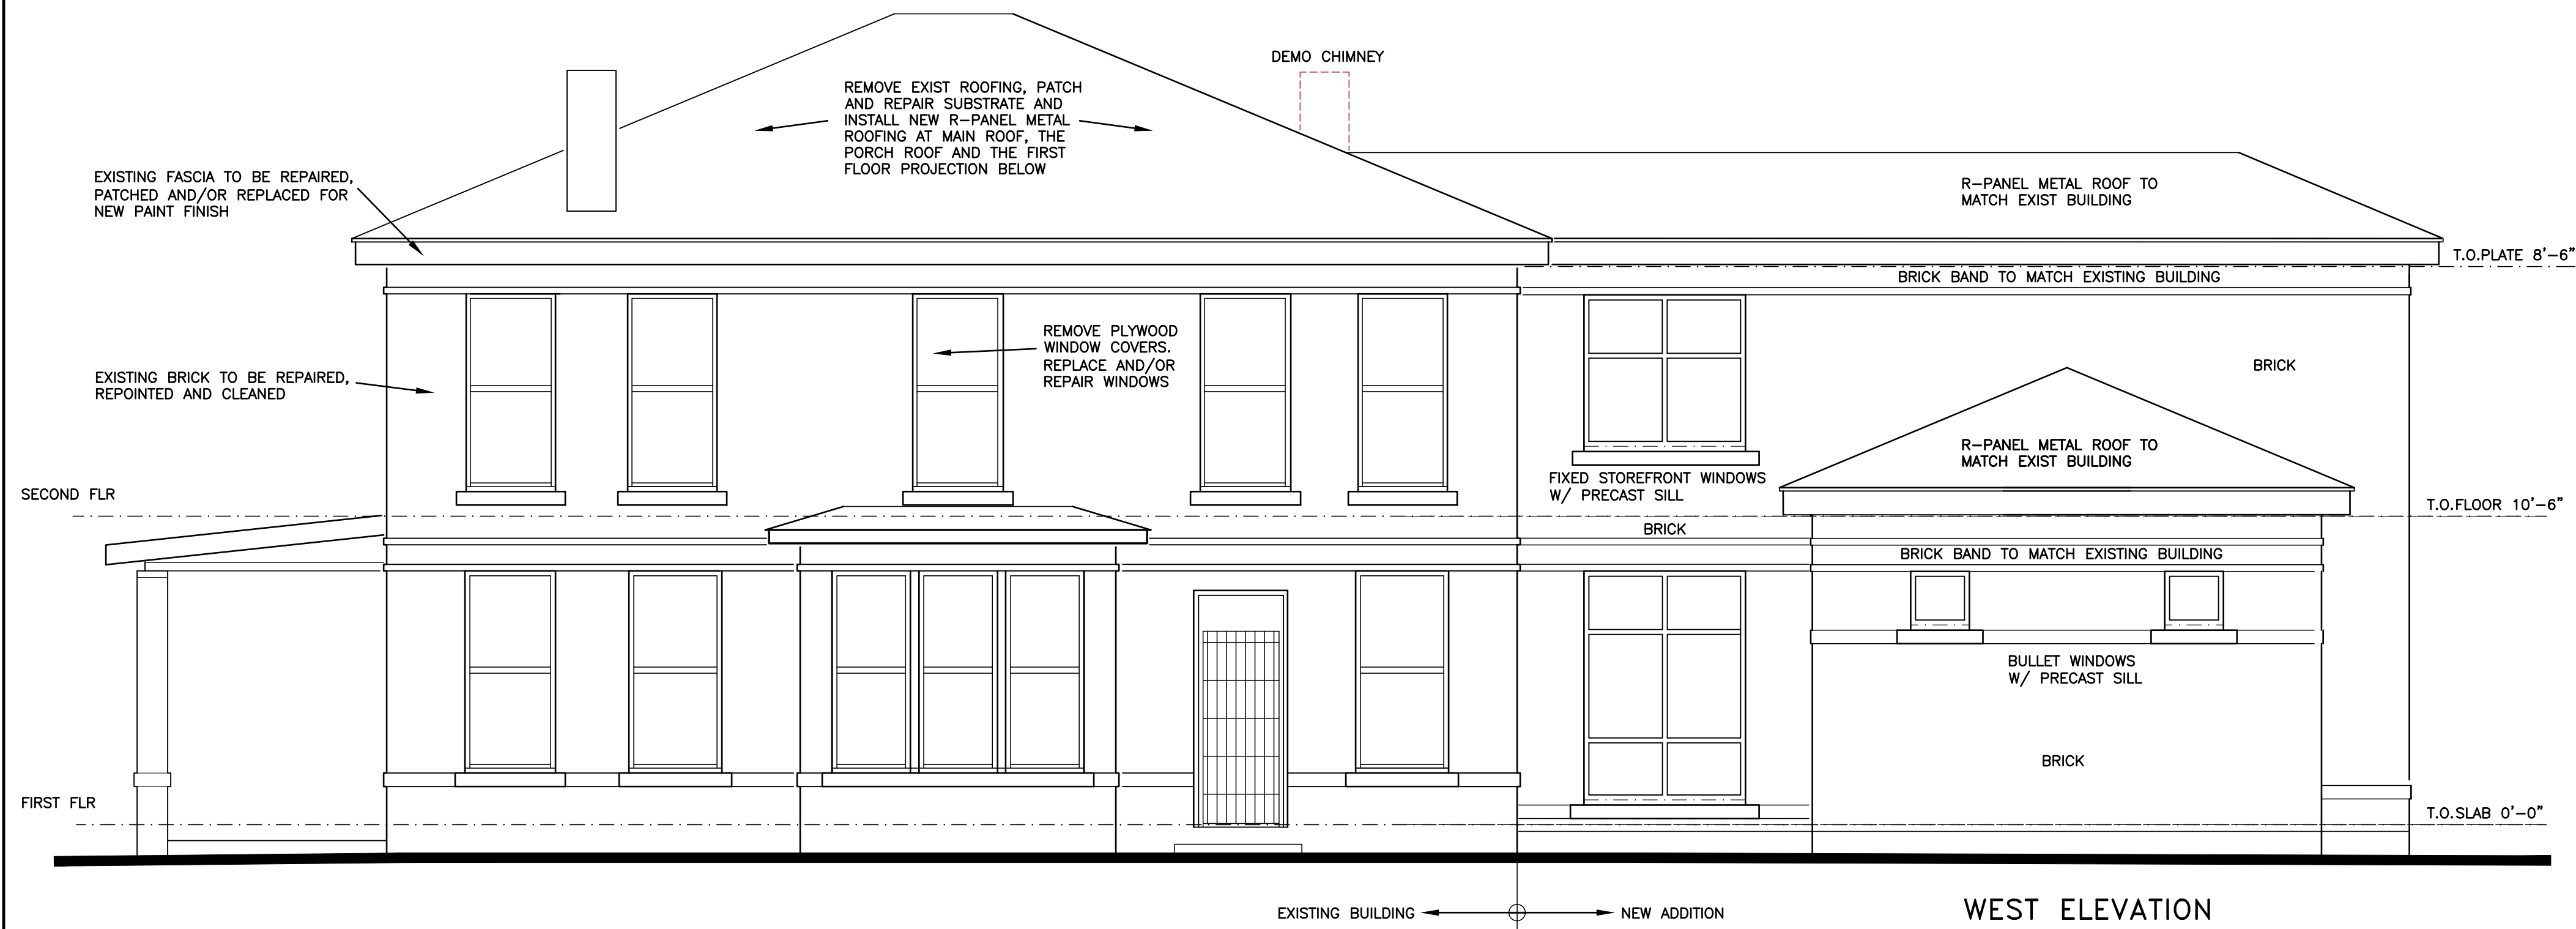 DEMO CHIMNEY
REMOVE EXIST ROOFING, PATCH
AND REPAIR SUBSTRATE AND
INSTALL NEW R-PANEL METAL
ROOFING AT MAIN ROOF, THE
PORCH ROOF AND THE FIRST
FLOOR PROJECTION BELOW
EXISTING FASCIA TO BE REPAIRED,
PATCHED AND/OR REPLACED FOR
NEW PAINT FINISH
R-PANEL METAL ROOF TO
MATCH EXIST BUILDING
T.O.PLATE 8'-6"
BRICK BAND TO MATCH EXISTING BUILDING
REMOVE PLYWOOD
WINDOW COVERS.
REPLACE AND/OR
REPAIR WINDOWS
EXISTING BRICK TO BE REPAIRED,
REPOINTED AND CLEANED
BRICK
R-PANEL METAL ROOF TO
MATCH EXIST BUILDING
FIXED STOREFRONT WINDOWS
W/ PRECAST SILL
SECOND FLR
T.O.FLOOR 10'-6"
BRICK
BRICK BAND TO MATCH EXISTING BUILDING
BULLET WINDOWS
W/ PRECAST SILL
BRICK
FIRST FLR
T.O.SLAB 0'-0"
EXISTING BUILDING
NEW ADDITION
WEST ELEVATION